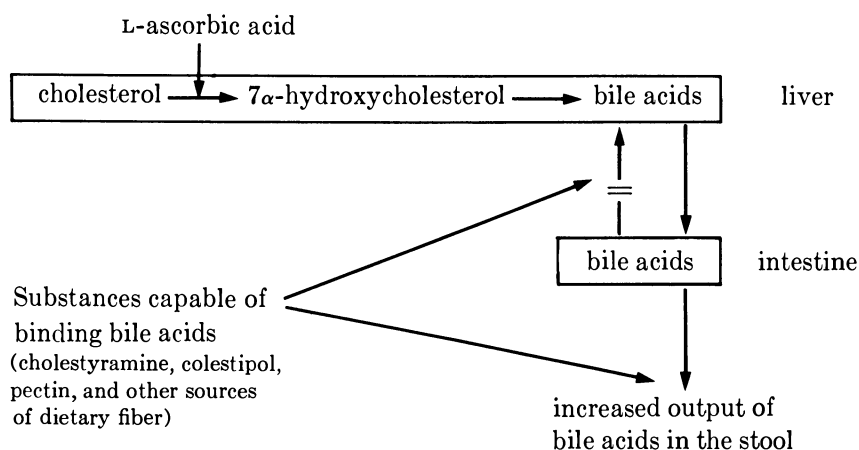 L-ascorbic acid
cholesterol 7α-hydroxycholesterol bile acids liver
bile acids intestine
Substances capable of
binding bile acids
(cholestyramine, colestipol,
pectin, and other sources
of dietary fiber)
increased output of
bile acids in the stool